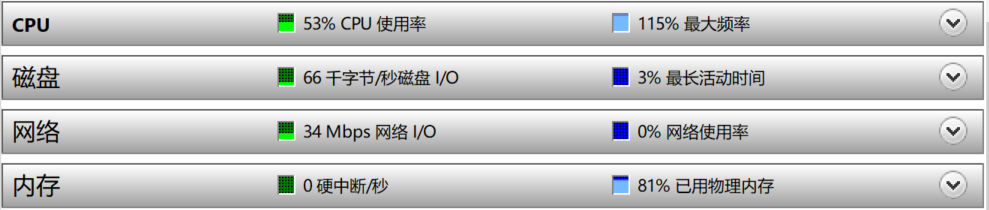 CPU 53% CPU 使用率 115% 最大频率
磁盘 66 千字节/秒磁盘 I/O 3% 最长活动时间
网络 34 Mbps 网络 I/O 0% 网络使用率
内存 0 硬中断/秒 81% 已用物理内存